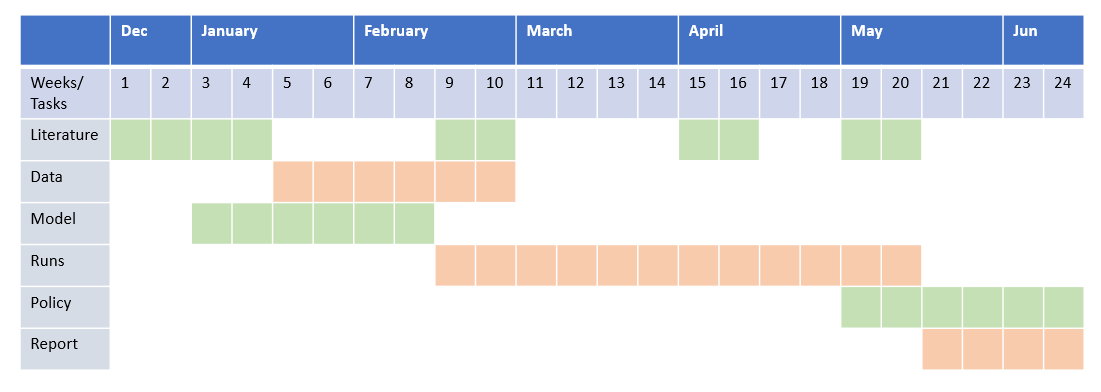 Dec January February March April May Jun
Weeks/ 1 2 3 4 5 6 7 8 9 10 11 12 13 14 15 16 17 18 19 20 21 22 23 24
Tasks
Literature
Data
Model
Runs
Policy
Report